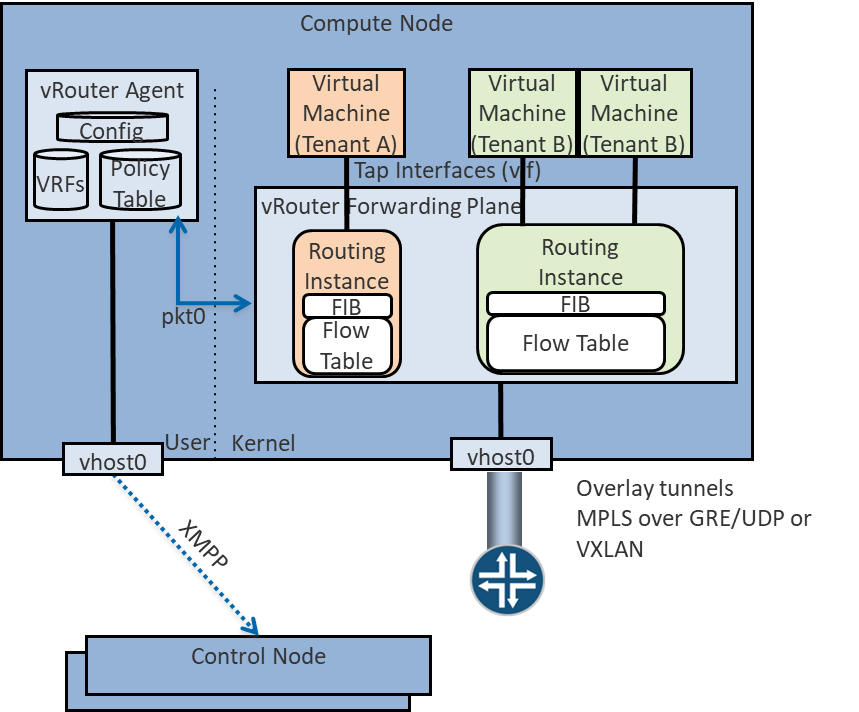 Compute Node
vRouter Agent
Config
VRFs
Policy
Table
Virtual
Machine
(Tenant A)
Virtual
Machine
(Tenant B)
Virtual
Machine
(Tenant B)
Tap Interfaces (vif)
vRouter Forwarding Plane
Routing
Instance
FIB
Flow
Table
Routing
Instance
FIB
Flow Table
pkt0
User
Kernel
vhost0
vhost0
Overlay tunnels
MPLS over GRE/UDP or
VXLAN
XMPP
Control Node